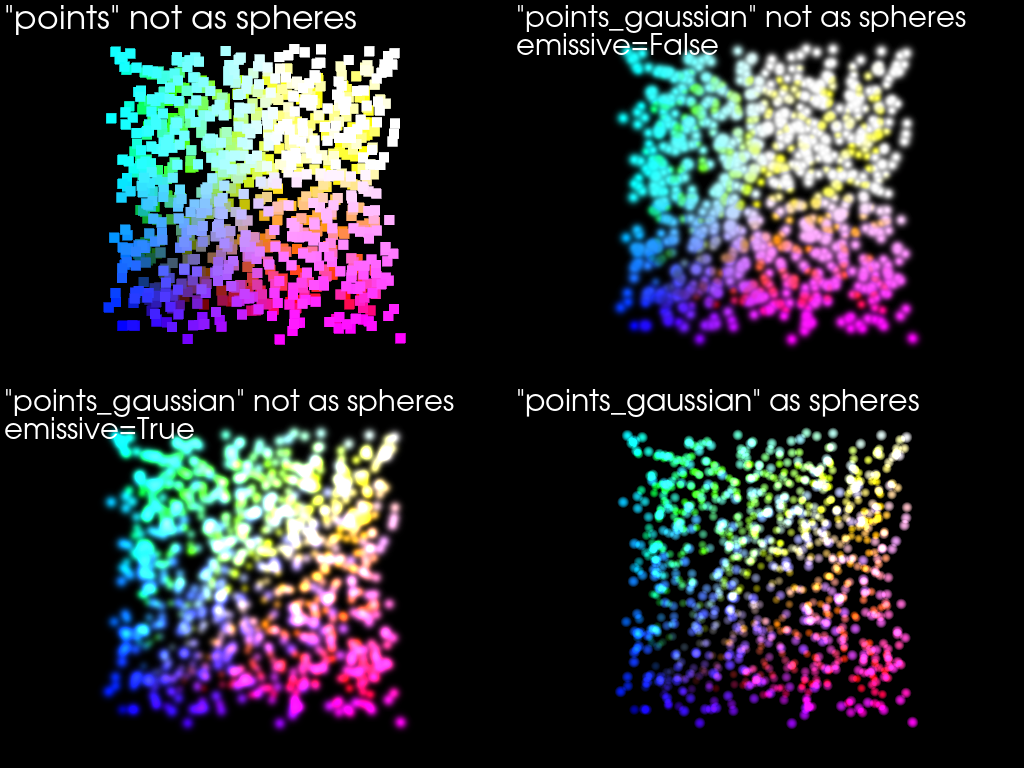 "points" not as spheres
"points_gaussian" not as spheres
emissive=False
"points_gaussian" not as spheres
emissive=True
"points_gaussian" as spheres